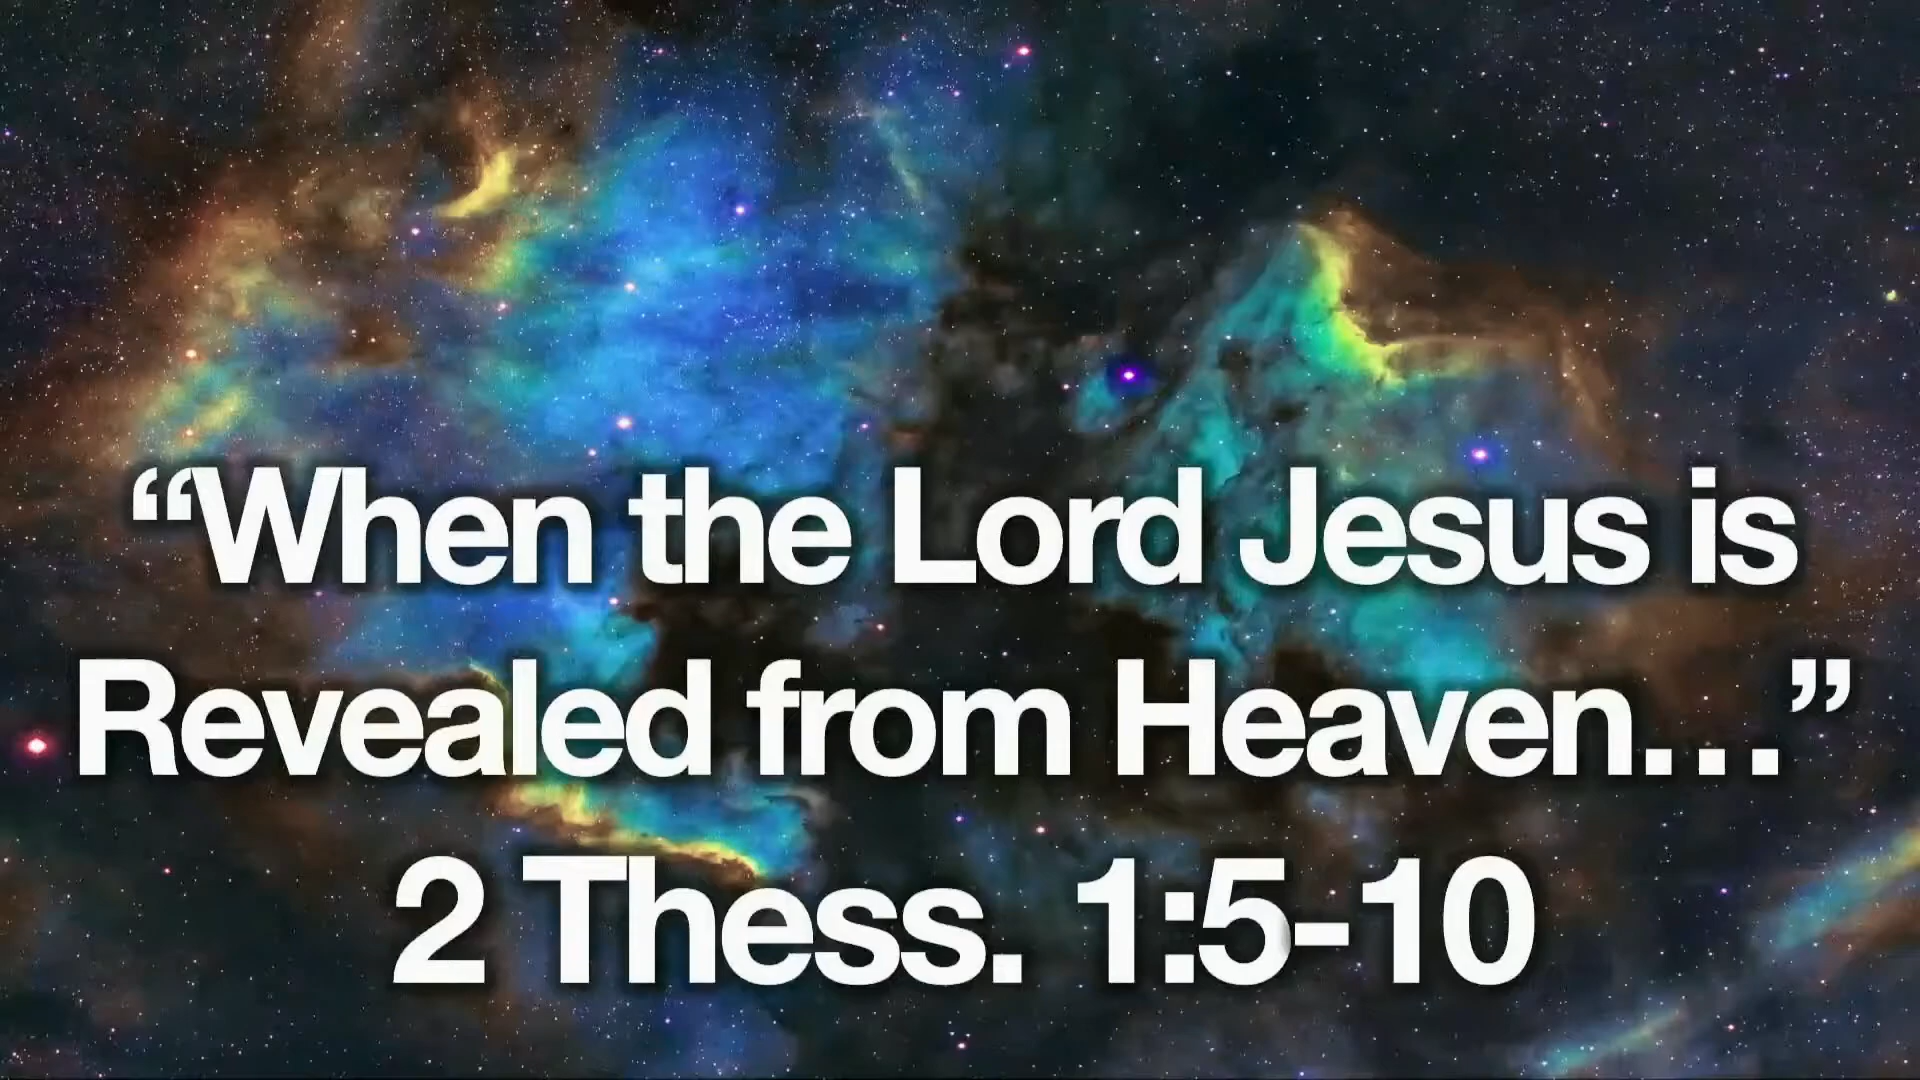 “When the Lord Jesus is
Revealed from Heaven…”
2 Thess. 1:5-10